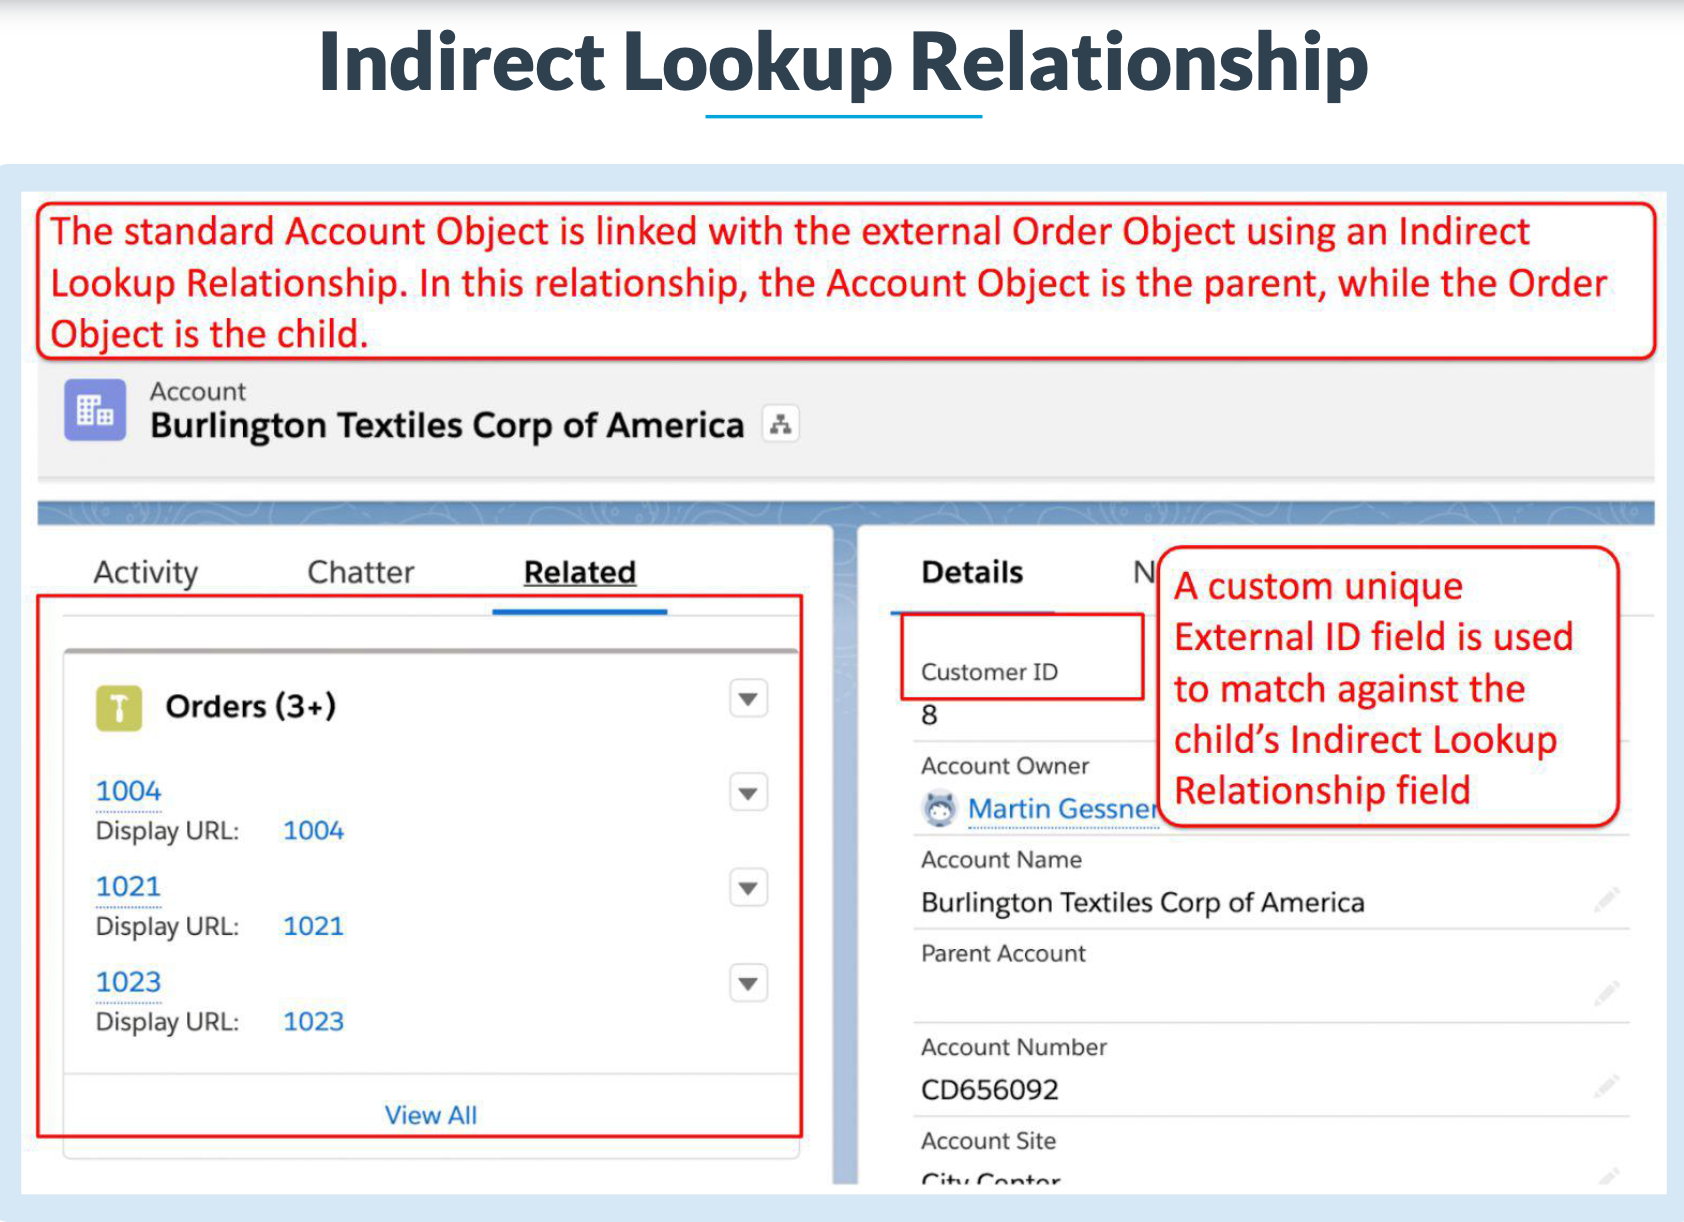 Indirect Lookup Relationship
The standard Account Object is linked with the external Order Object using an Indirect
Lookup Relationship. In this relationship, the Account Object is the parent, while the Order
Object is the child.
Account
Burlington Textiles Corp of America
Activity Chatter Related
Orders (3+)
1004
Display URL: 1004
1021
Display URL: 1021
1023
Display URL: 1023
View All
Details N
A custom unique
External ID field is used
to match against the
child's Indirect Lookup
Relationship field
Customer ID
8
Account Owner
Martin Gessner
Account Name
Burlington Textiles Corp of America
Parent Account
Account Number
CD656092
Account Site
City Center